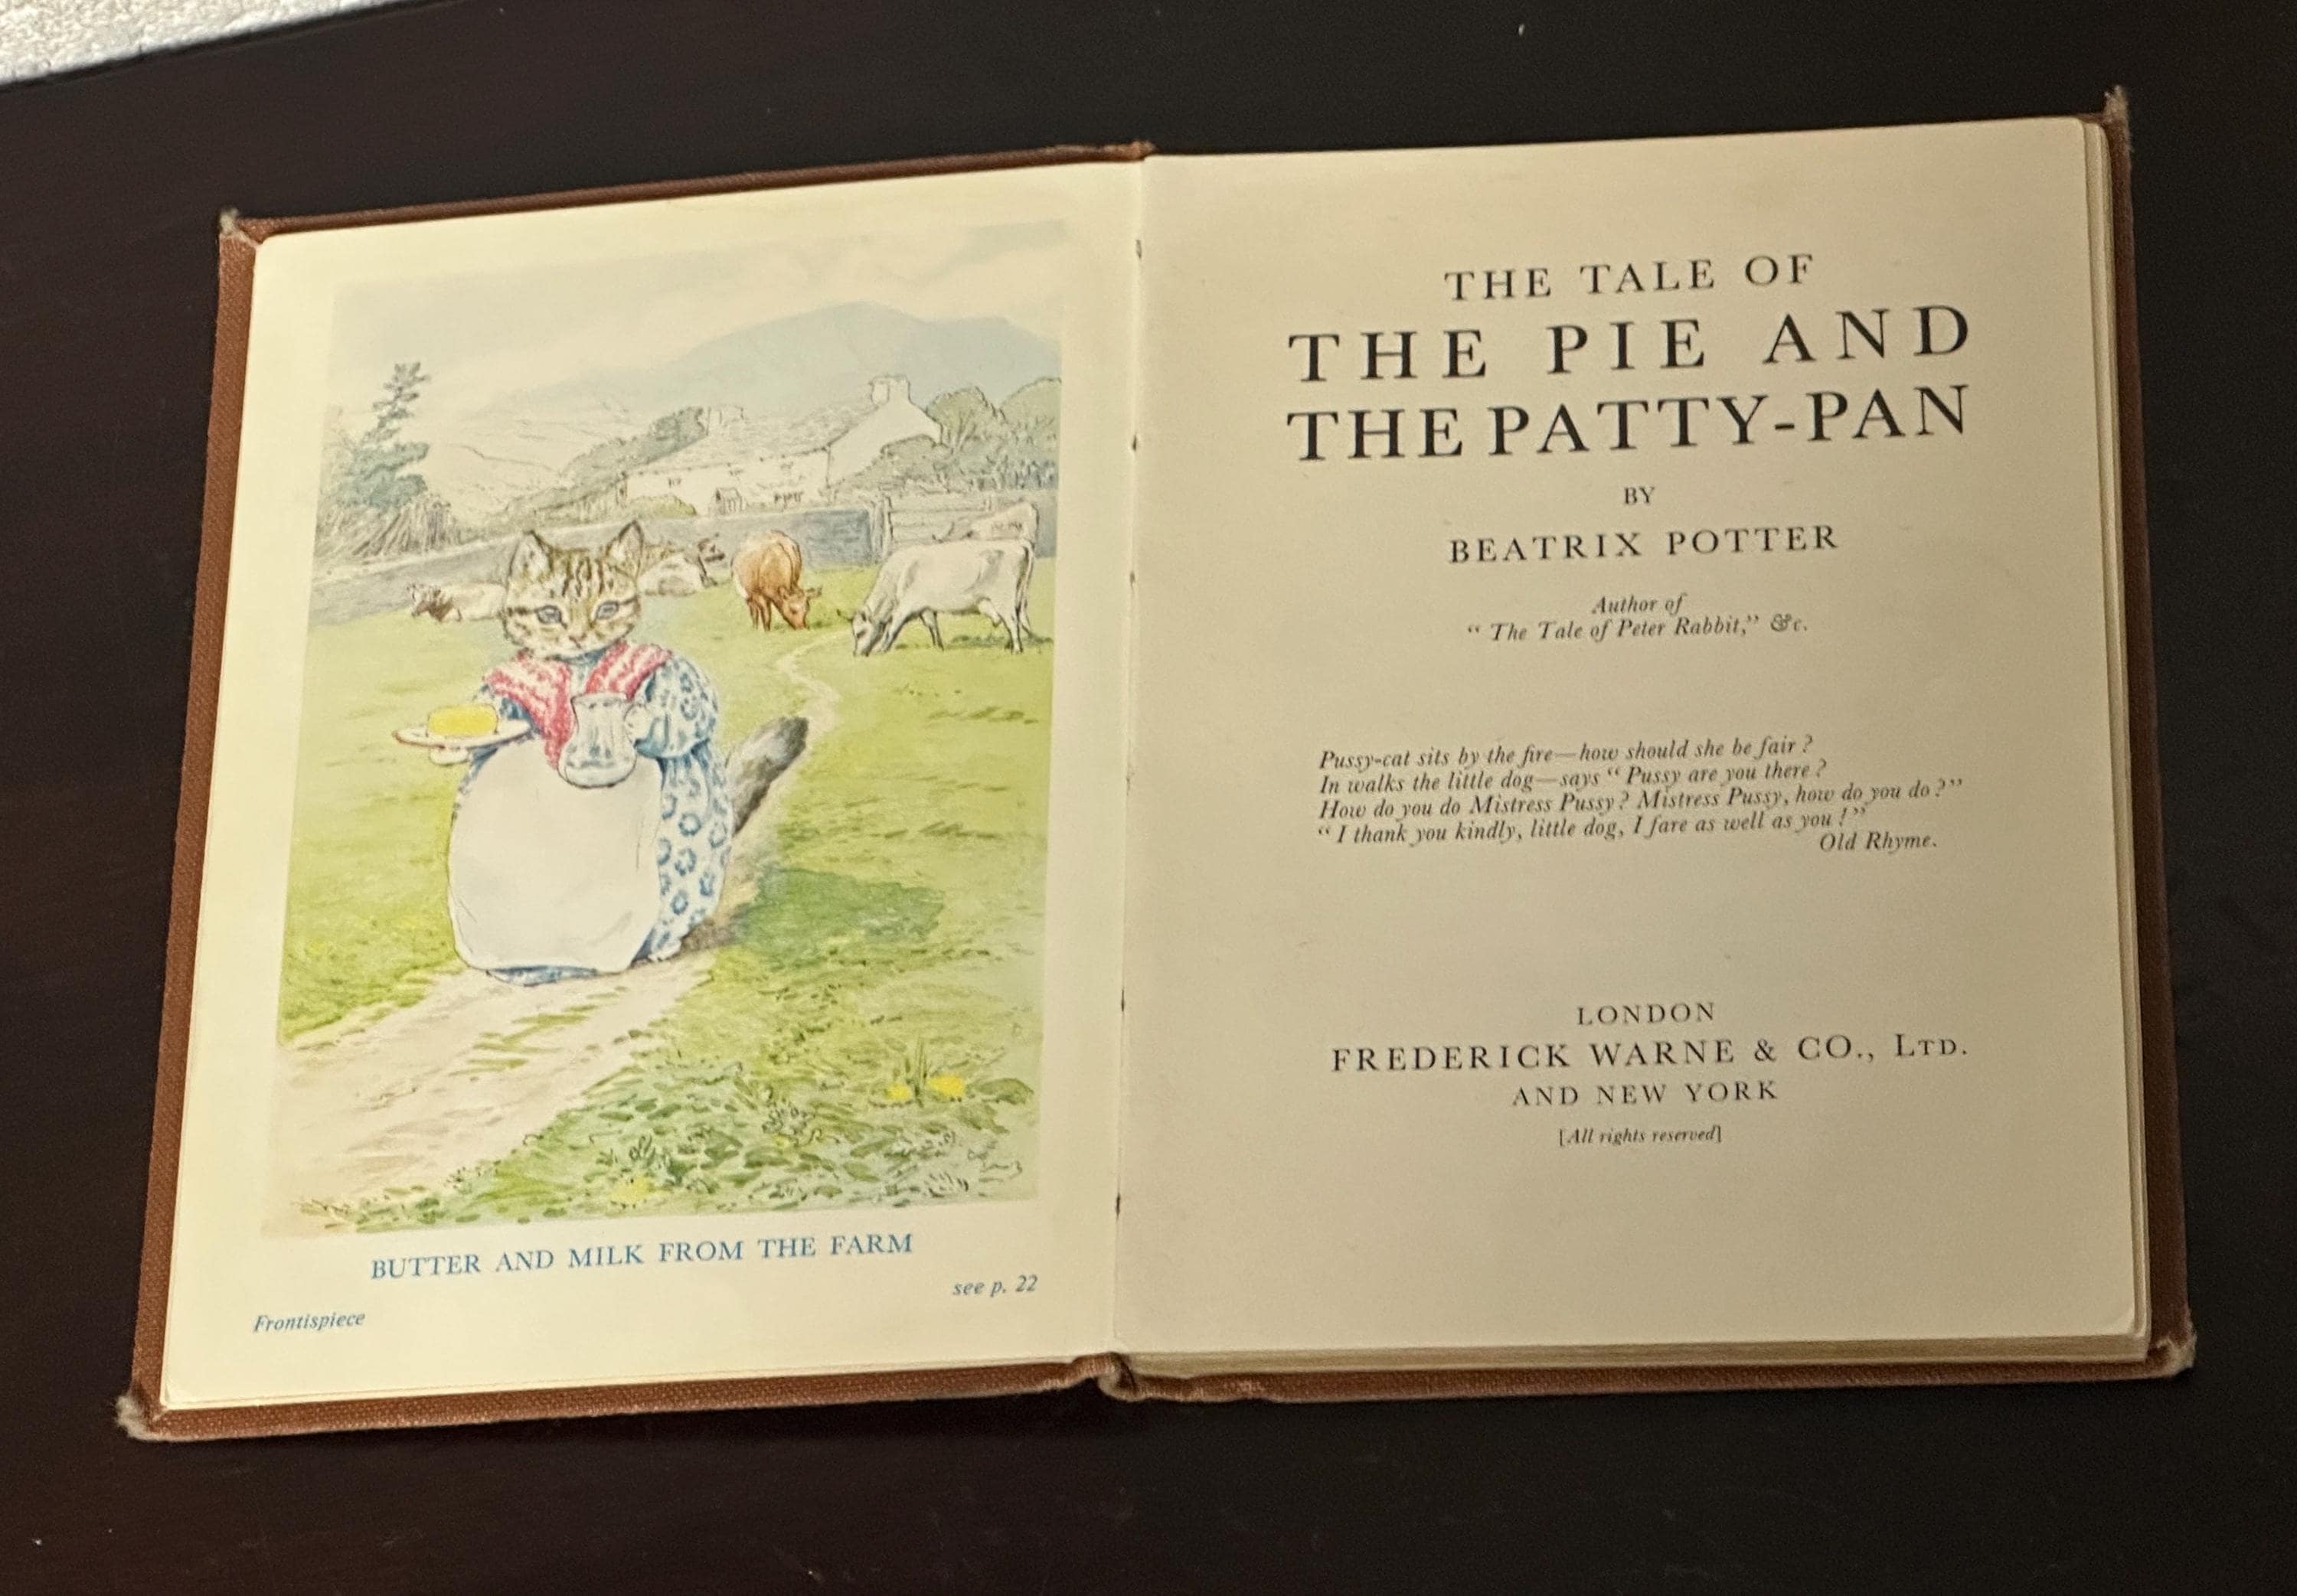 BUTTER AND MILK FROM THE FARM
see p. 22
Frontispiece
THE TALE OF
THE PIE AND
THE PATTY-PAN
BY
BEATRIX POTTER
Author of
“ The Tale of Peter Rabbit,” &c.
Pussy-cat sits by the fire—how should she be fair ?
In walks the little dog—says “ Pussy are you there ?
How do you do Mistress Pussy ? Mistress Pussy, how do you do ?”
“ I thank you kindly, little dog, I fare as well as you !”
Old Rhyme.
LONDON
FREDERICK WARNE & CO., LTD.
AND NEW YORK
[All rights reserved]